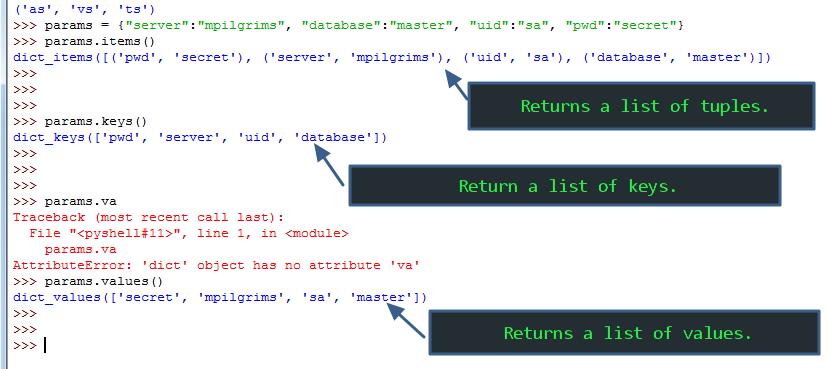 ('as', 'vs', 'ts')
>>> params = {"server":"mpilgrims", "database":"master", "uid":"sa", "pwd":"secret"}
>>> params.items()
dict_items([('pwd', 'secret'), ('server', 'mpilgrims'), ('uid', 'sa'), ('database', 'master')])
>>>
>>>
Returns a list of tuples.
>>> params.keys()
dict_keys(['pwd', 'server', 'uid', 'database'])
>>>
>>>
Return a list of keys.
>>>
>>> params.va
Traceback (most recent call last):
  File "<pyshell#11>", line 1, in <module>
    params.va
AttributeError: 'dict' object has no attribute 'va'
>>> params.values()
dict_values(['secret', 'mpilgrims', 'sa', 'master'])
>>>
>>>
Returns a list of values.
>>>